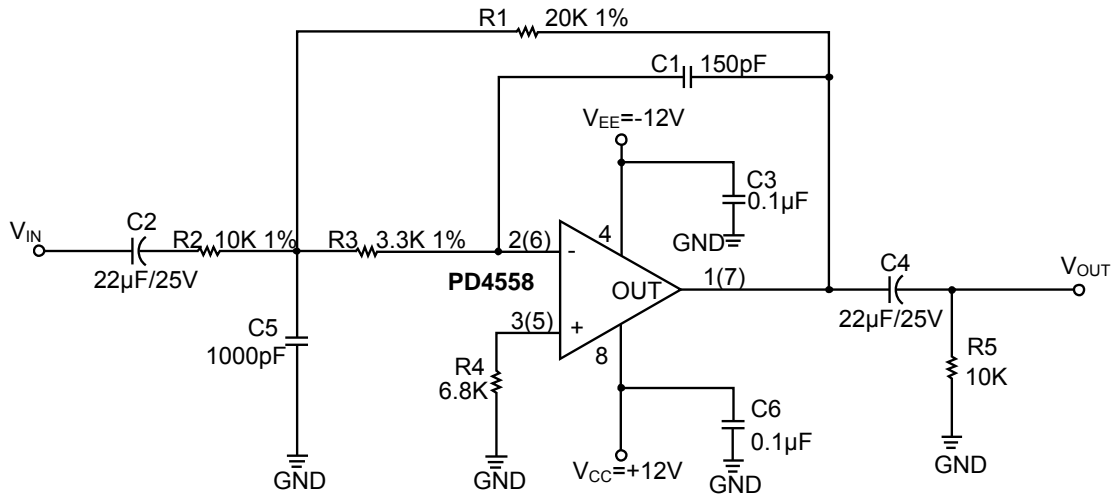 R1 20K 1%
C1 150pF
VEE=-12V
C3
0.1µF
GND
VIN
C2
22µF/25V
R2 10K 1%
R3 3.3K 1%
2(6)
-
4
PD4558
OUT
1(7)
C4
22µF/25V
VOUT
3(5)
+
8
C5
1000pF
R4
6.8K
R5
10K
C6
0.1µF
GND
GND
VCC=+12V
GND
GND
GND